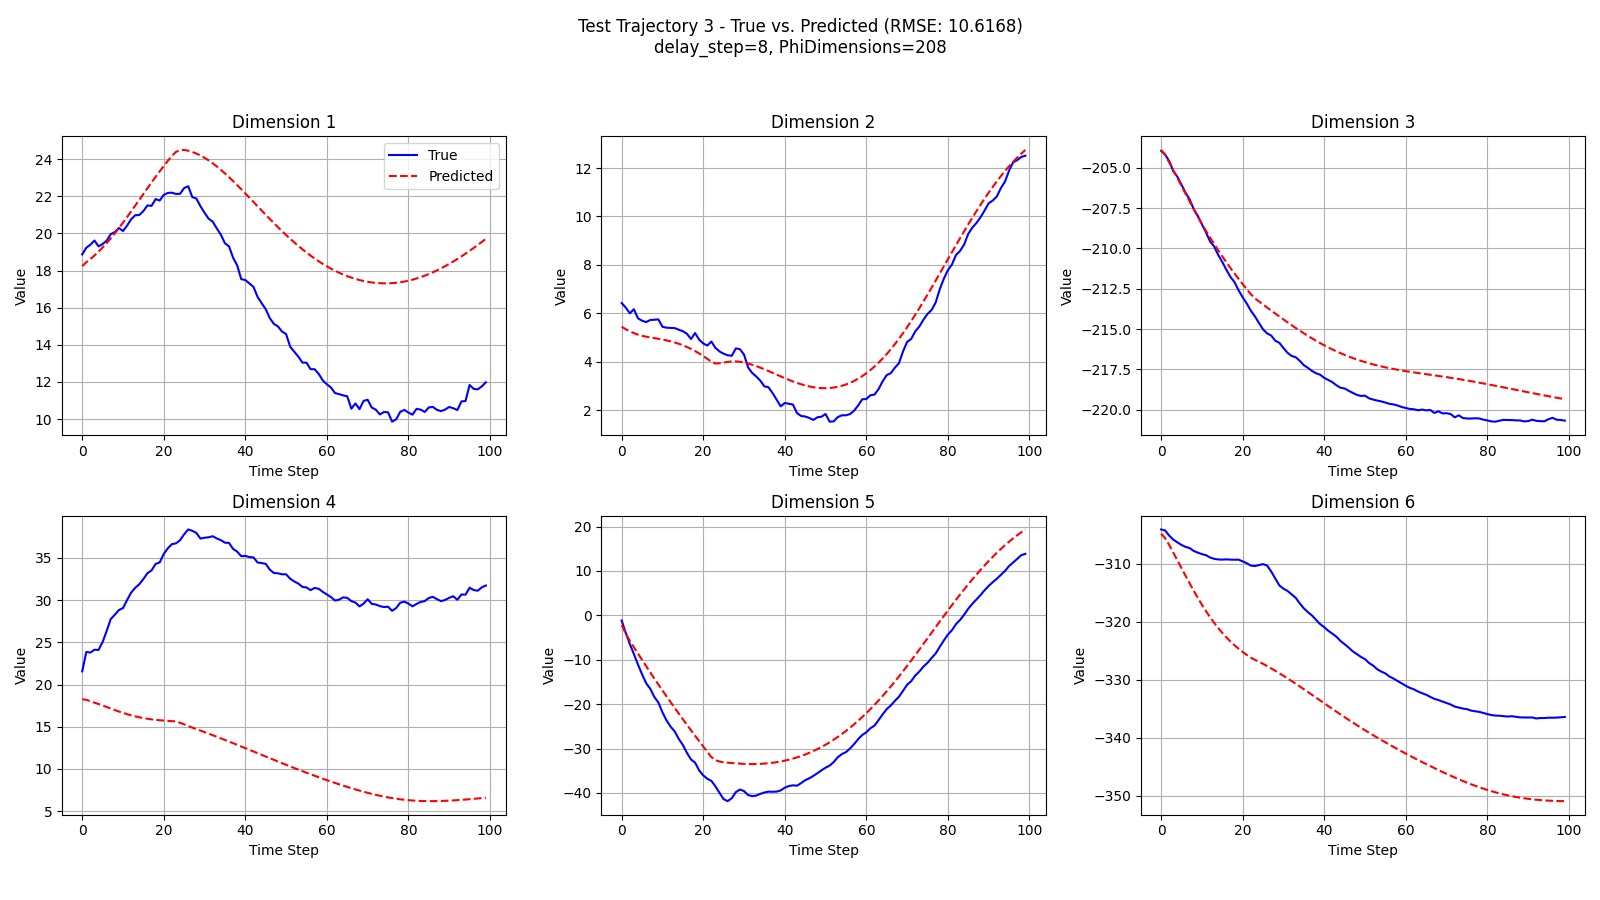 Test Trajectory 3 - True vs. Predicted (RMSE: 10.6168)
delay_step=8, PhiDimensions=208
Dimension 1
24
22
20
18
16
14
12
10
Value
0 20 40 60 80 100
Time Step
True
Predicted
Dimension 2
12
10
8
6
4
2
Value
0 20 40 60 80 100
Time Step
Dimension 3
−205.0
−207.5
−210.0
−212.5
−215.0
−217.5
−220.0
Value
0 20 40 60 80 100
Time Step
Dimension 4
35
30
25
20
15
10
5
Value
0 20 40 60 80 100
Time Step
Dimension 5
20
10
0
−10
−20
−30
−40
Value
0 20 40 60 80 100
Time Step
Dimension 6
−310
−320
−330
−340
−350
Value
0 20 40 60 80 100
Time Step